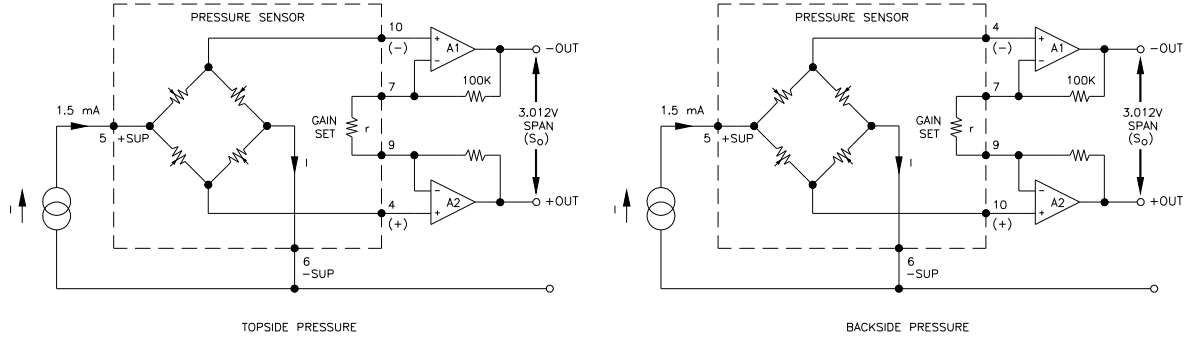 PRESSURE SENSOR
10
(-)
+
A1
-
-OUT
100K
7
1.5 mA
GAIN
SET
r
3.012V
SPAN
(So)
5
+SUP
I
9
I
-
A2
+
+OUT
4
(+)
6
-SUP
TOPSIDE PRESSURE
PRESSURE SENSOR
4
(-)
+
A1
-
-OUT
100K
7
1.5 mA
GAIN
SET
r
3.012V
SPAN
(So)
5
+SUP
I
9
I
-
A2
+
+OUT
10
(+)
6
-SUP
BACKSIDE PRESSURE